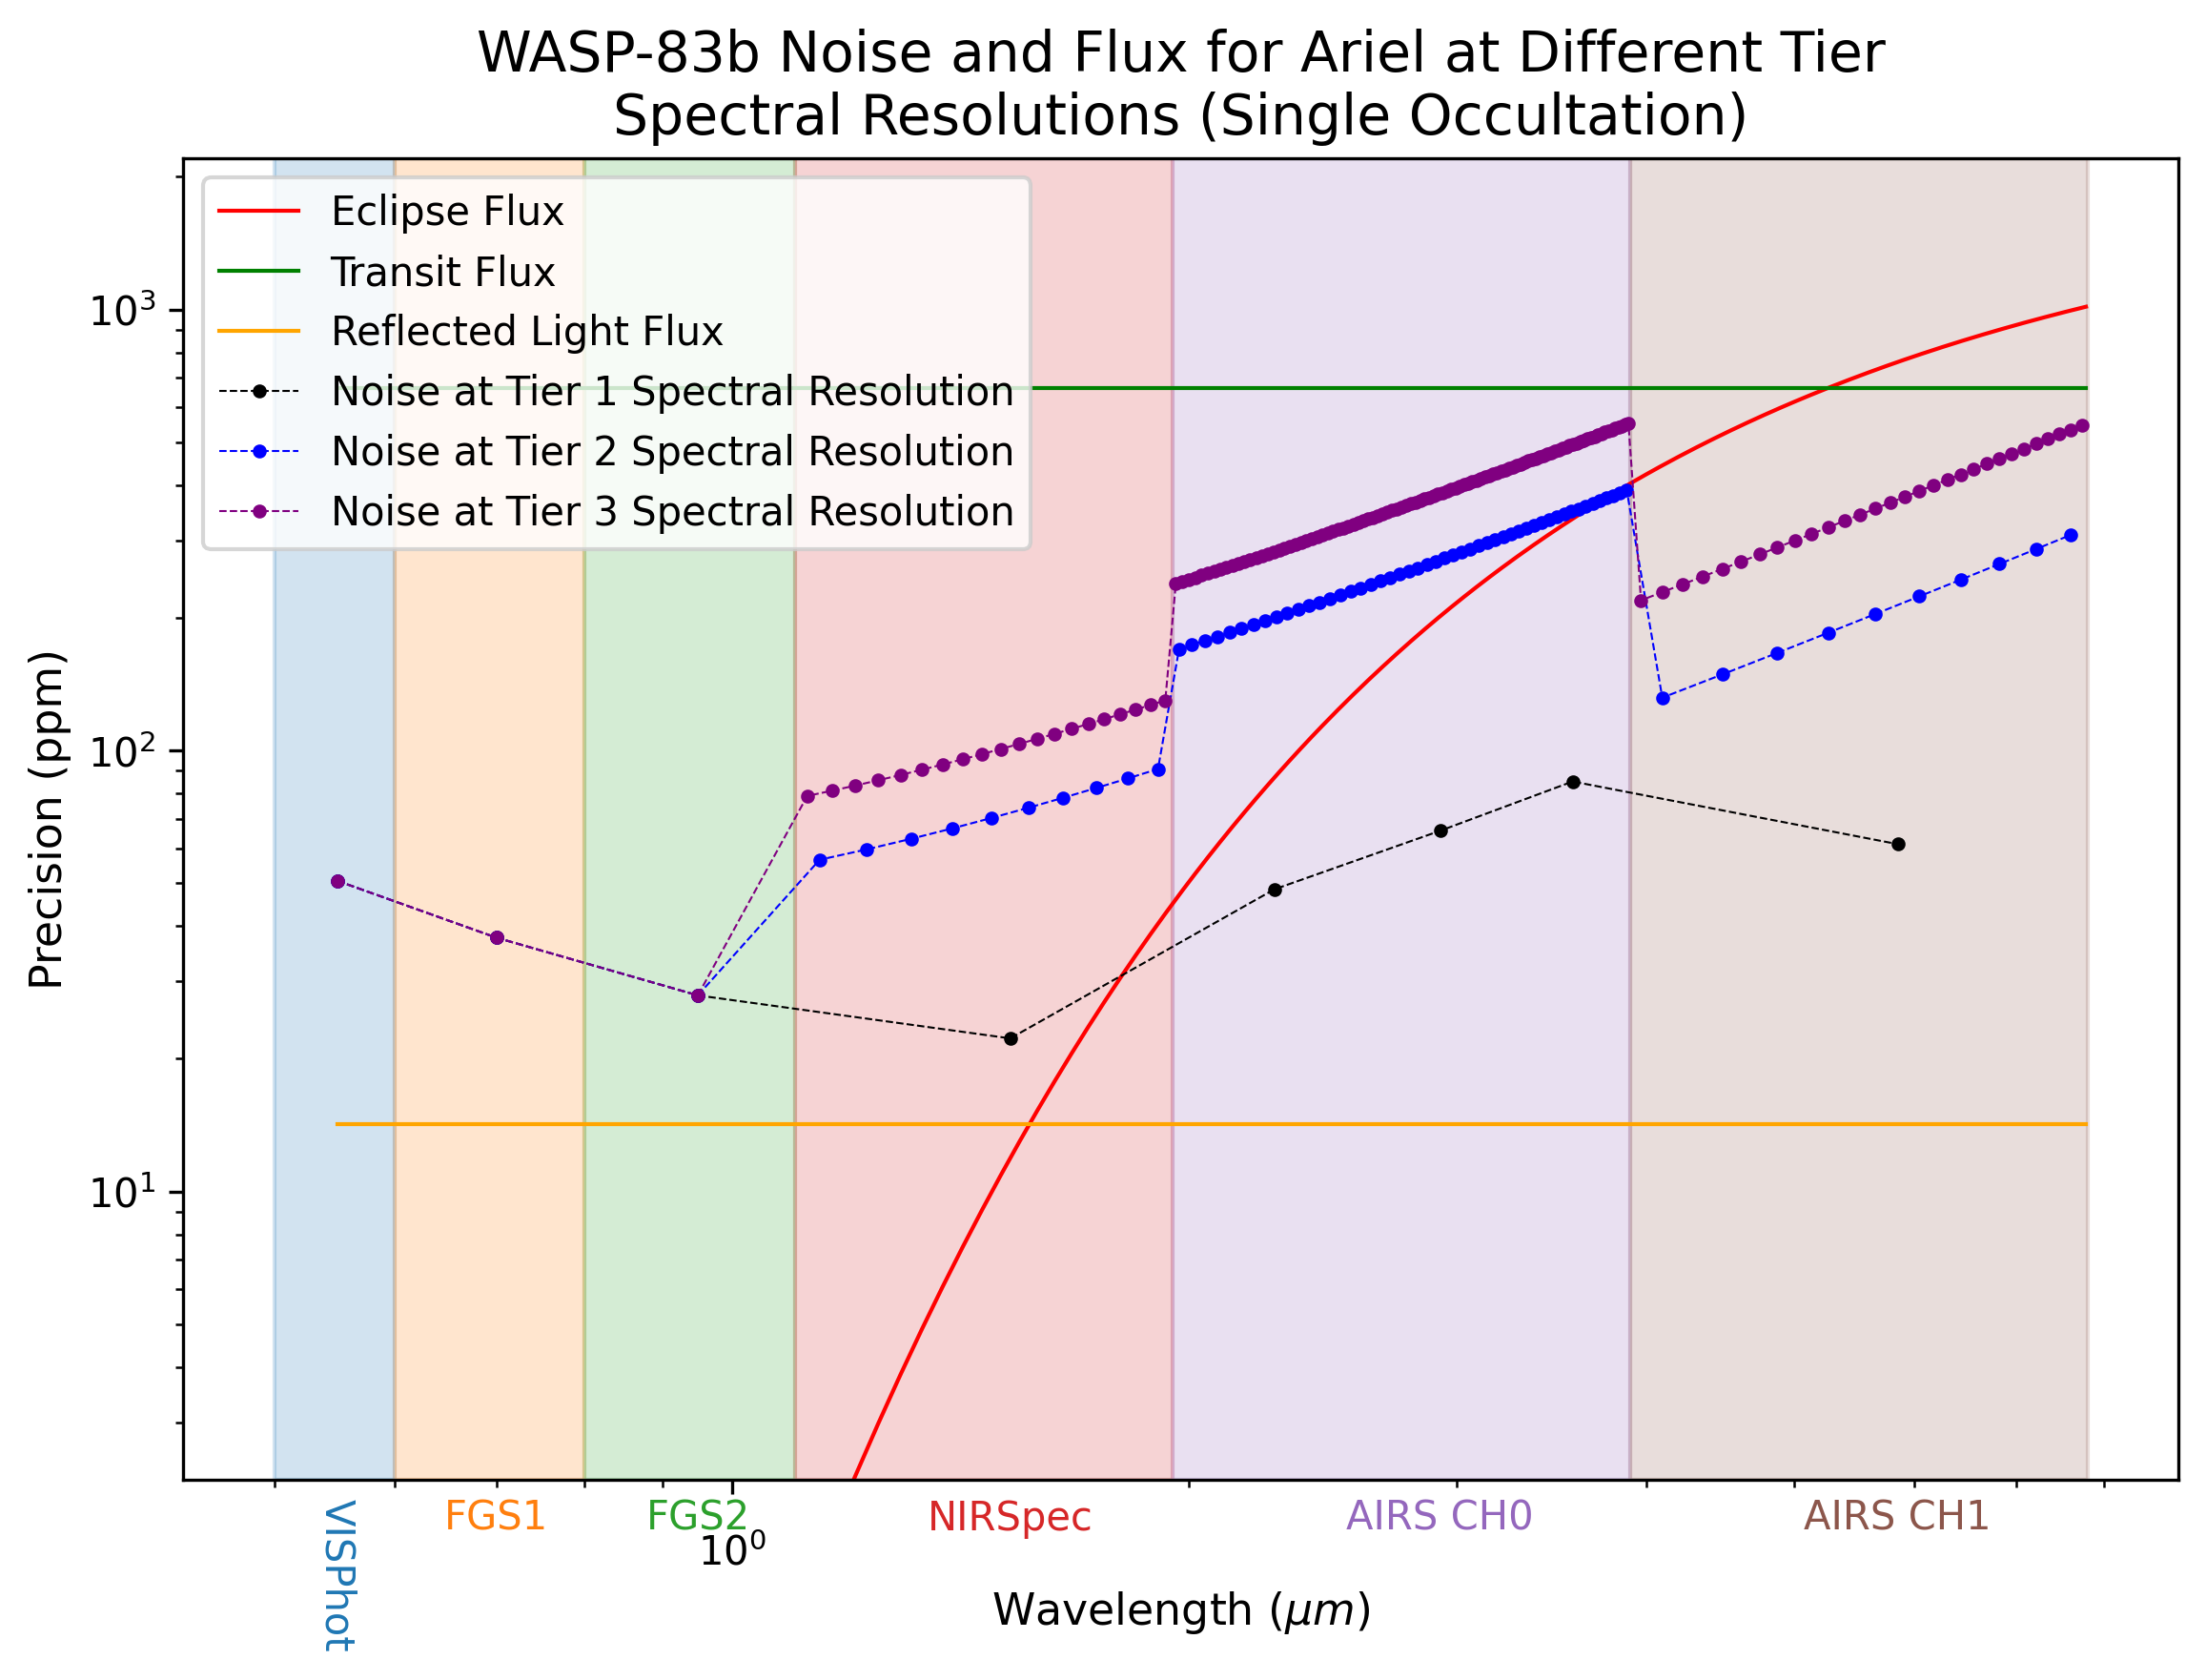 WASP-83b Noise and Flux for Ariel at Different Tier
Spectral Resolutions (Single Occultation)
Eclipse Flux
Transit Flux
Reflected Light Flux
Noise at Tier 1 Spectral Resolution
Noise at Tier 2 Spectral Resolution
Noise at Tier 3 Spectral Resolution
Precision (ppm)
10³
10²
10¹
VISPhot
FGS1
FGS2
NIRSpec
AIRS CH0
AIRS CH1
10⁰
Wavelength (μm)